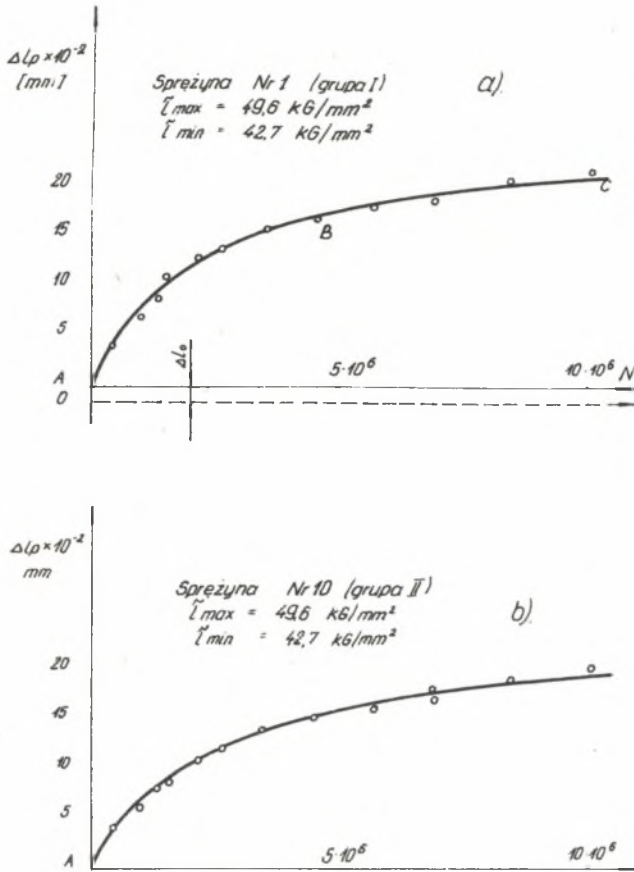 Δlp × 10⁻²
[mm]
Sprężyna Nr 1 (grupa I)
τ̃ max = 49,6 kG/mm²
τ̃ min = 42,7 kG/mm²
a).
20
15
10
5
A
0
B
C
Δl₀
5·10⁶
10·10⁶
N
Δlp × 10⁻²
mm
Sprężyna Nr 10 (grupa II)
τ̃ max = 49,6 kG/mm²
τ̃ min = 42,7 kG/mm²
b).
20
15
10
5
A
5·10⁶
10·10⁶